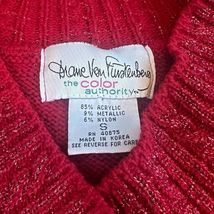 Diane Von Furstenberg
the color
authority
85% ACRYLIC
9% METALLIC
6% NYLON
S
RN 40875
MADE IN KOREA
SEE REVERSE FOR CARE